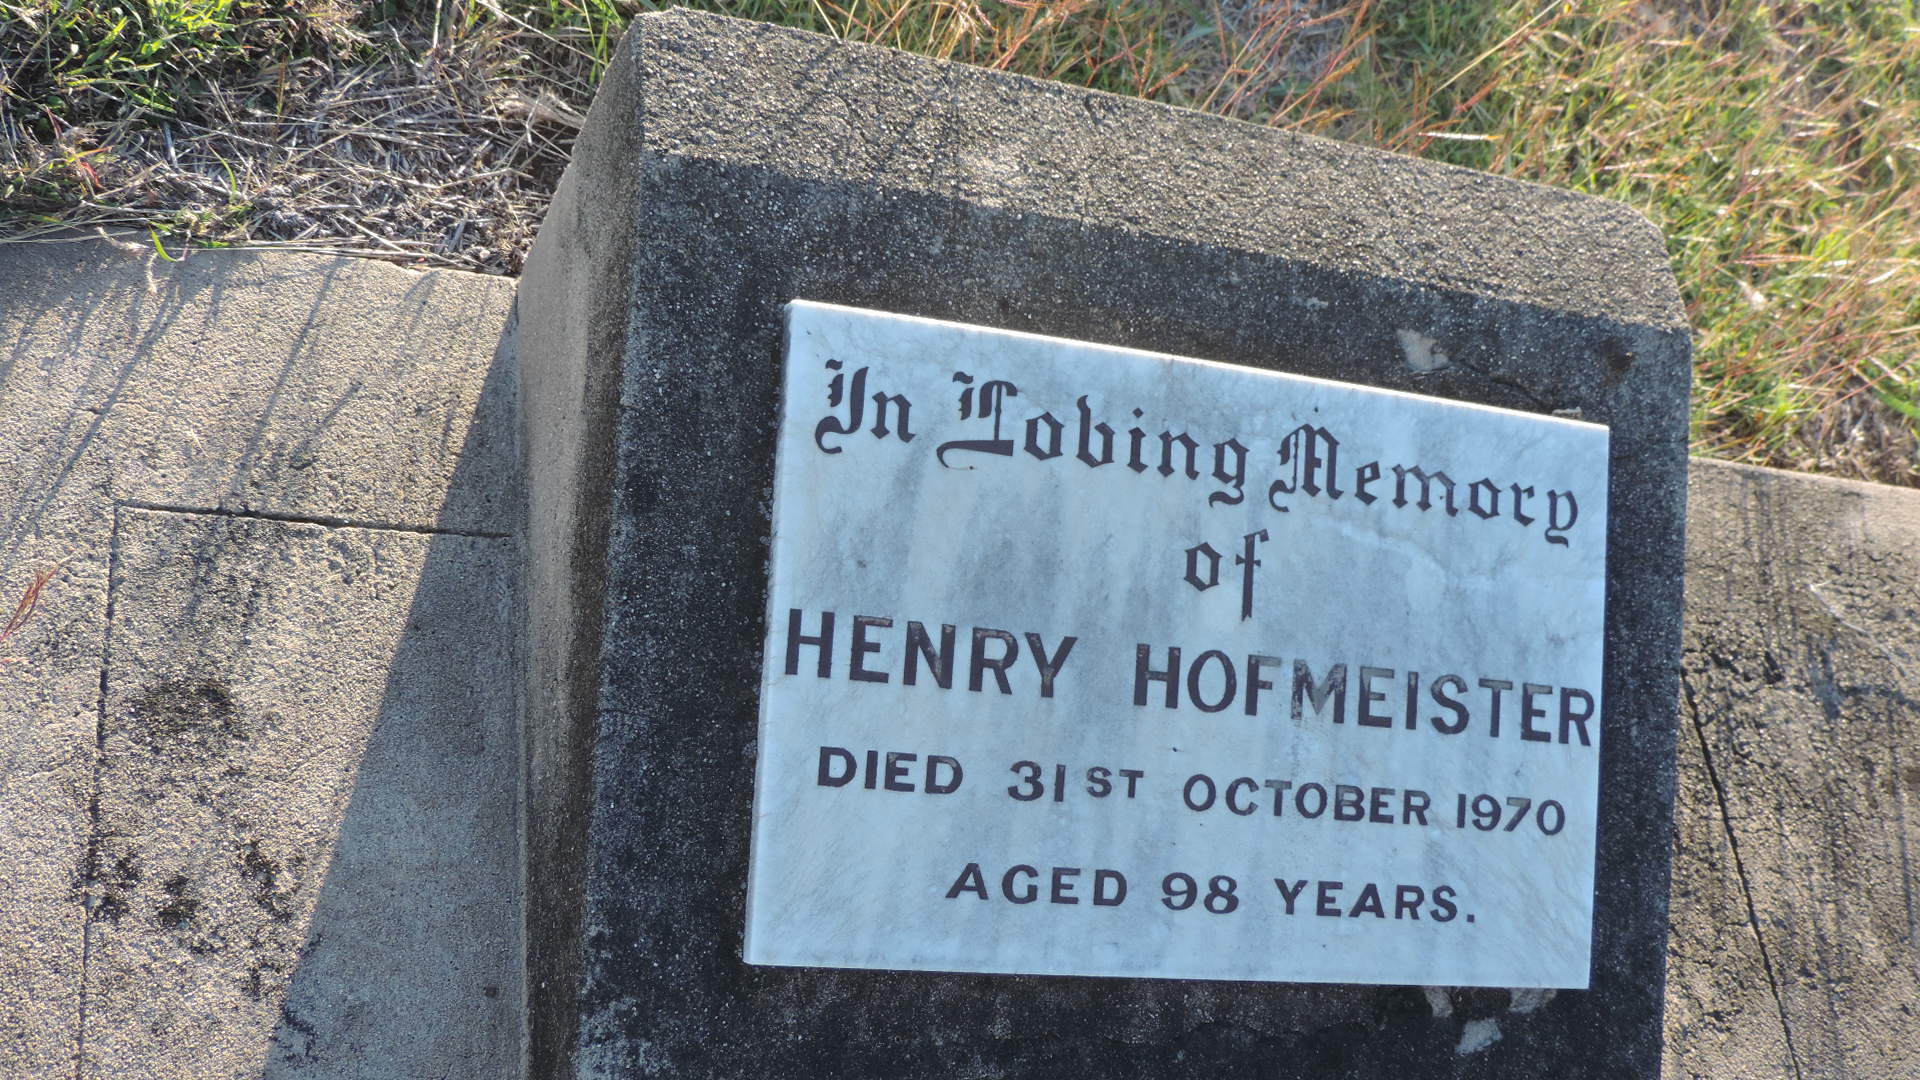 In Loving Memory
of
HENRY HOFMEISTER
DIED 31ST OCTOBER 1970
AGED 98 YEARS.